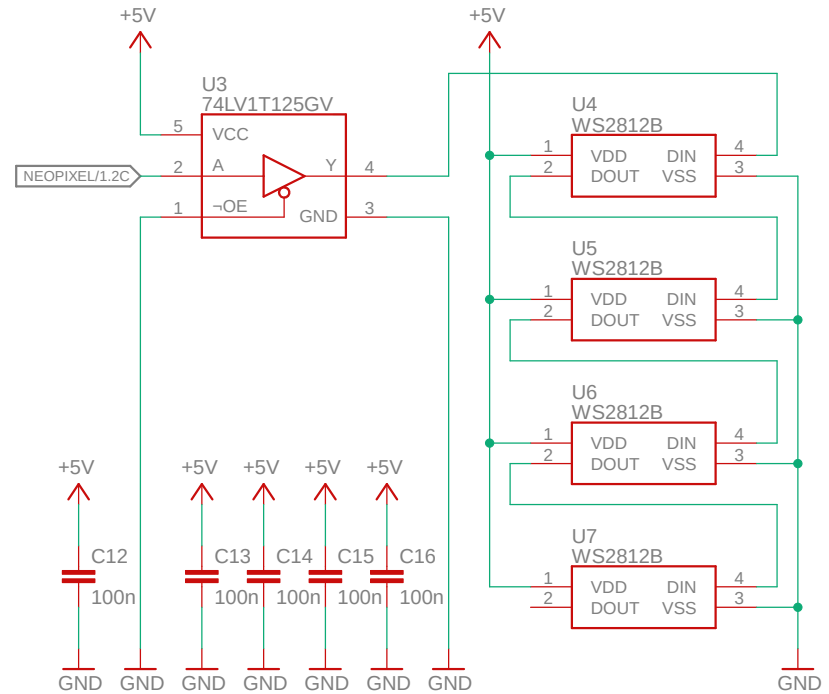 +5V
+5V
U3
74LV1T125GV
5 VCC
NEOPIXEL/1.2C
2 A Y 4
1 ¬OE GND 3
U4
WS2812B
1 VDD DIN 4
2 DOUT VSS 3
U5
WS2812B
1 VDD DIN 4
2 DOUT VSS 3
U6
WS2812B
1 VDD DIN 4
2 DOUT VSS 3
U7
WS2812B
1 VDD DIN 4
2 DOUT VSS 3
+5V +5V +5V +5V +5V
C12 C13 C14 C15 C16
100n 100n 100n 100n 100n
GND GND GND GND GND GND GND GND